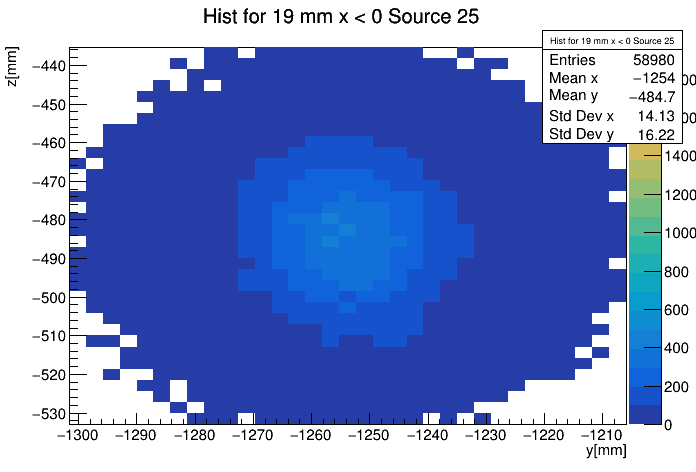 Hist for 19 mm x < 0 Source 25
Hist for 19 mm x < 0 Source 25
Entries 58980
Mean x −1254
Mean y −484.7
Std Dev x 14.13
Std Dev y 16.22
z[mm]
−440
−450
−460
−470
−480
−490
−500
−510
−520
−530
−1300 −1290 −1280 −1270 −1260 −1250 −1240 −1230 −1220 −1210
y[mm]
1400
1200
1000
800
600
400
200
0